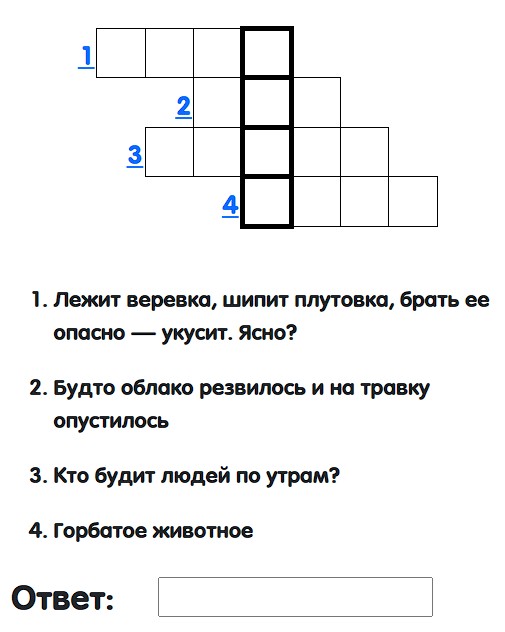 1
2
3
4
1. Лежит веревка, шипит плутовка, брать ее
опасно — укусит. Ясно?
2. Будто облако резвилось и на травку
опустилось
3. Кто будит людей по утрам?
4. Горбатое животное
Ответ: